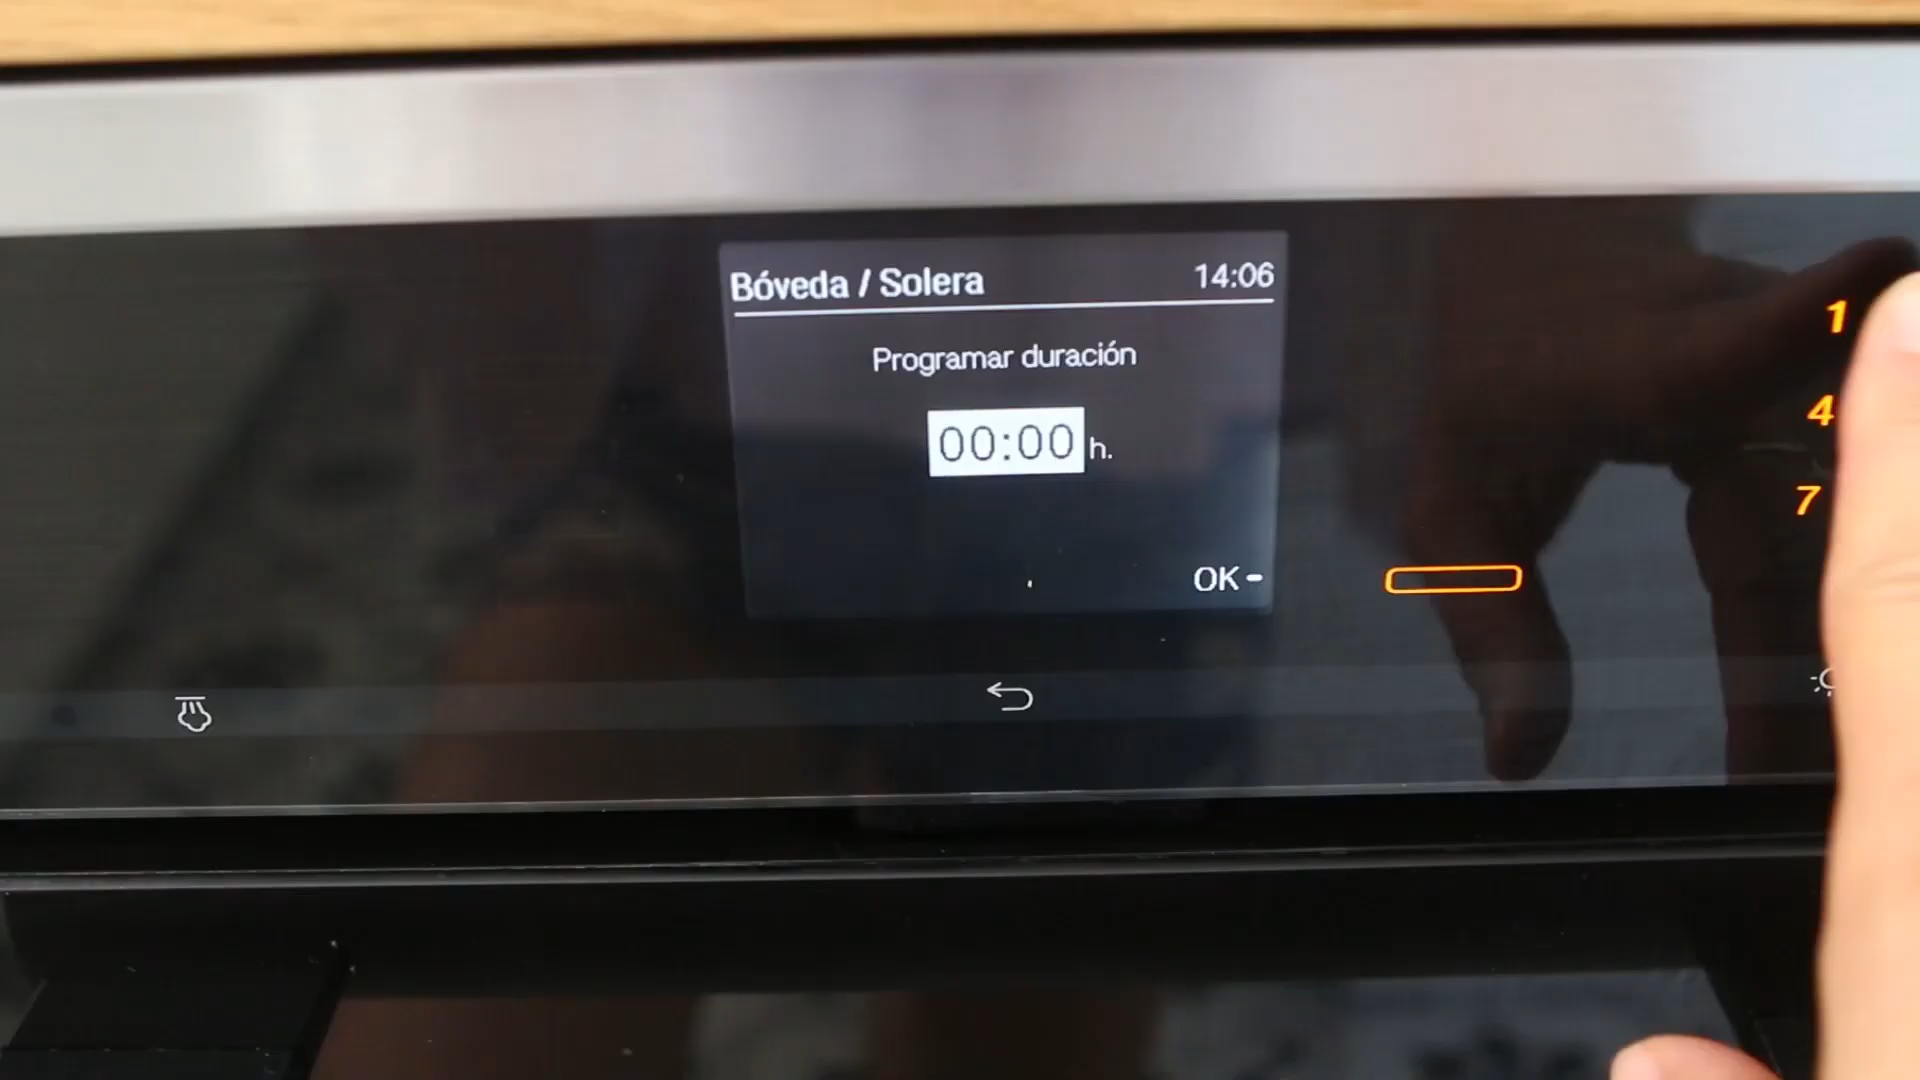 Bóveda / Solera 14:06
Programar duración
00:00 h.
OK -
1
4
7